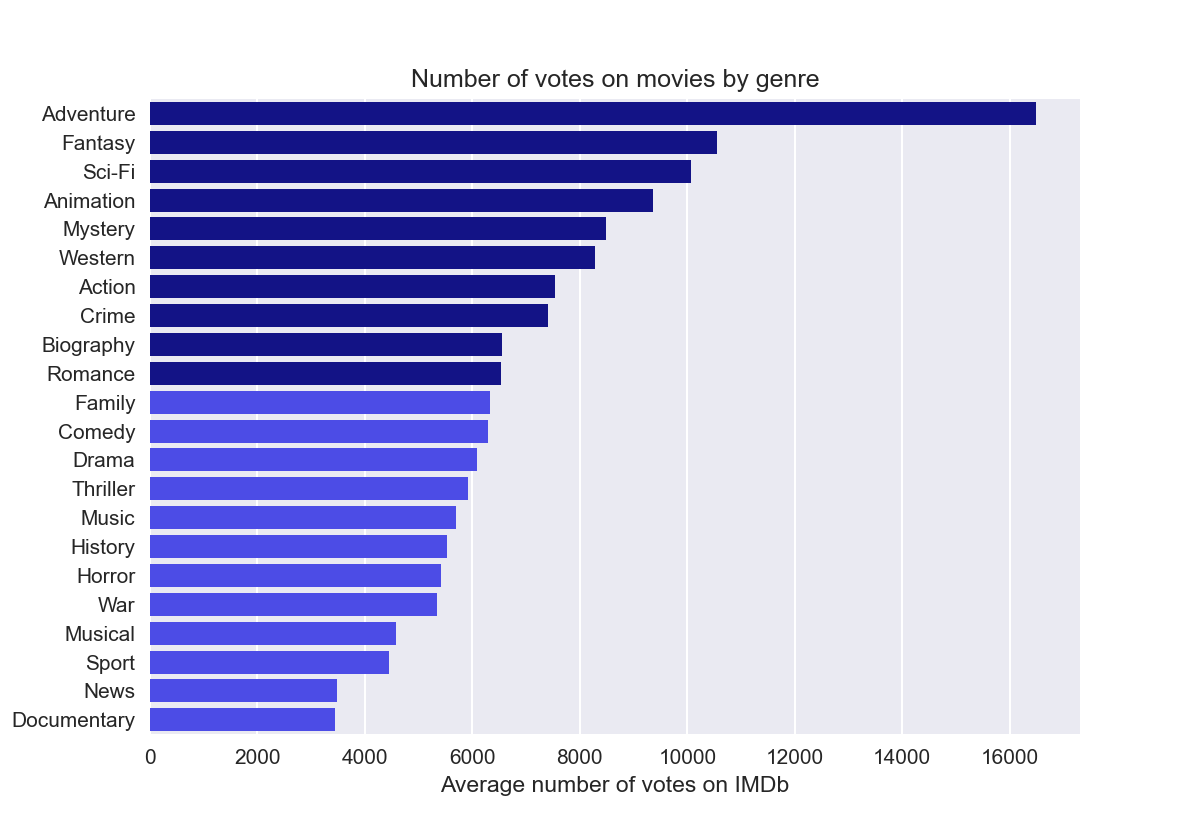 Number of votes on movies by genre
Adventure
Fantasy
Sci-Fi
Animation
Mystery
Western
Action
Crime
Biography
Romance
Family
Comedy
Drama
Thriller
Music
History
Horror
War
Musical
Sport
News
Documentary
0 2000 4000 6000 8000 10000 12000 14000 16000
Average number of votes on IMDb